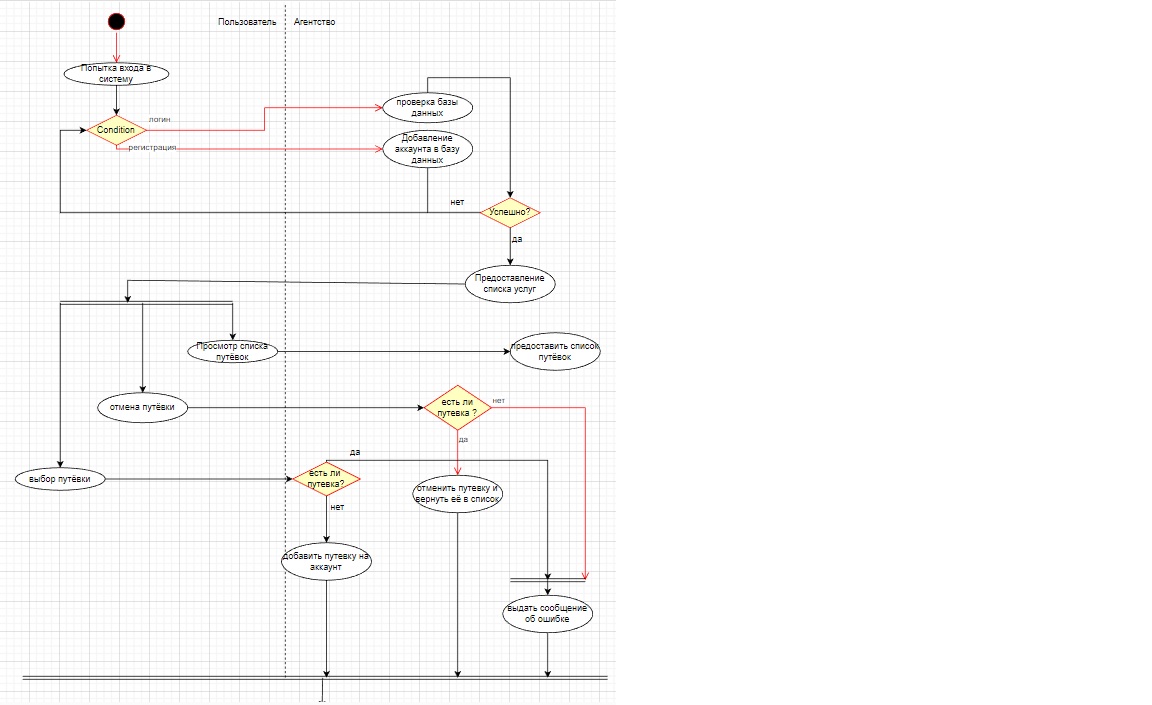 Пользователь
Агентство
Попытка входа в
систему
Condition
логин
регистрация
проверка базы
данных
Добавление
аккаунта в базу
данных
нет
Успешно?
да
Предоставление
списка услуг
Просмотр списка
путёвок
предоставить список
путёвок
отмена путёвки
есть ли
путевка ?
нет
да
да
выбор путёвки
есть ли
путевка?
отменить путевку и
вернуть её в список
нет
добавить путевку на
аккаунт
выдать сообщение
об ошибке